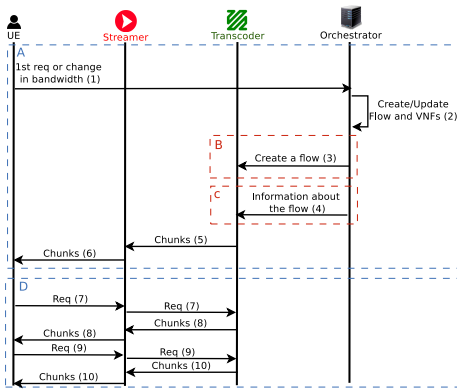 UE
Streamer
Transcoder
Orchestrator
A
1st req or change
in bandwidth (1)
Create/Update
Flow and VNFs (2)
B
Create a flow (3)
C
Information about
the flow (4)
Chunks (5)
Chunks (6)
D
Req (7)
Req (7)
Chunks (8)
Chunks (8)
Req (9)
Req (9)
Chunks (10)
Chunks (10)